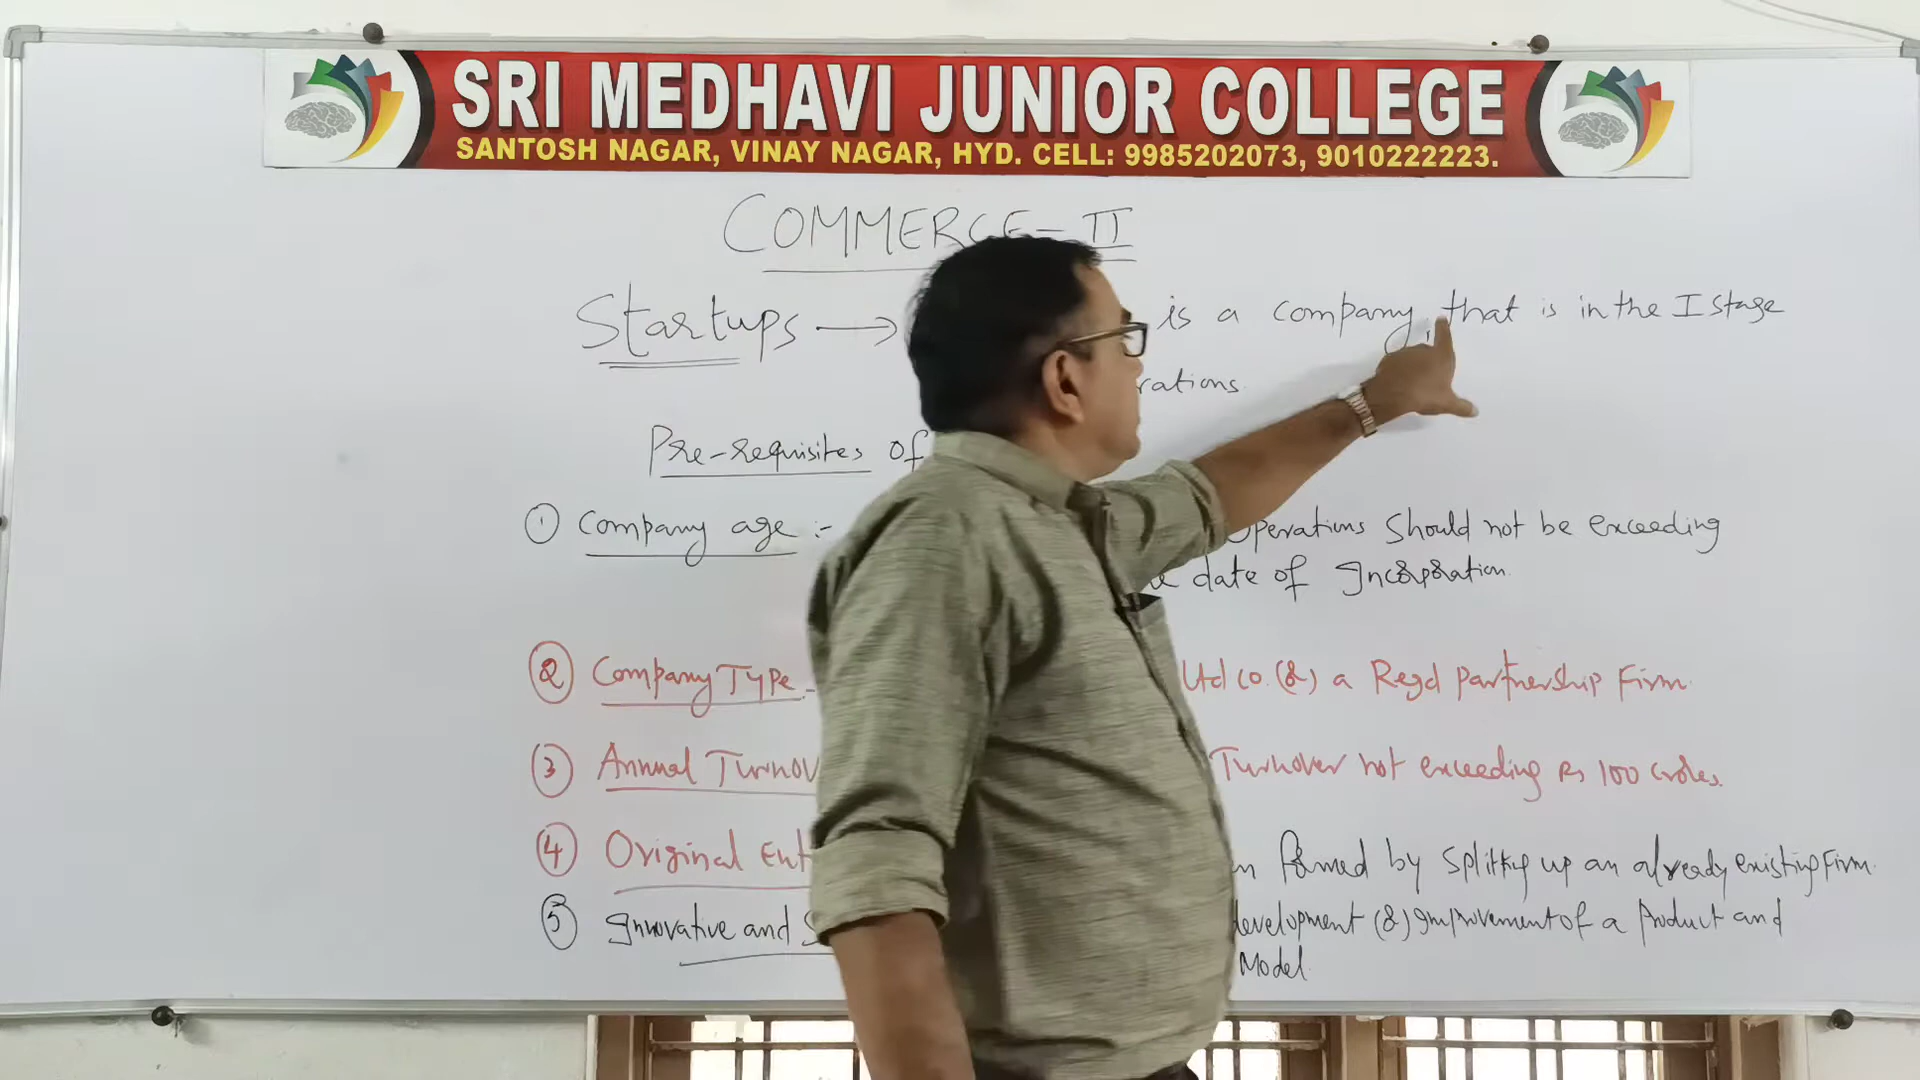 SRI MEDHAVI JUNIOR COLLEGE
SANTOSH NAGAR, VINAY NAGAR, HYD. CELL: 9985202073, 9010222223.
COMMERCE - II
Startups → is a company, that is in the I stage
rations.
Pre-requisites of
① Company age :- Operations Should not be exceeding
date of Incorporation.
② Company Type :- Ltd co. (or) a Regd Partnership Firm.
③ Annual Turnov Turnover not exceeding Rs 100 crores.
④ Original Ent n formed by Splitting up an already existing Firm.
⑤ Innovative and S development (or) Improvement of a Product and
Model.